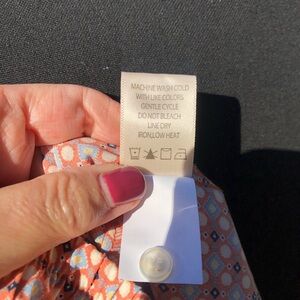 MACHINE WASH COLD
WITH LIKE COLORS
GENTLE CYCLE
DO NOT BLEACH
LINE DRY
IRON LOW HEAT